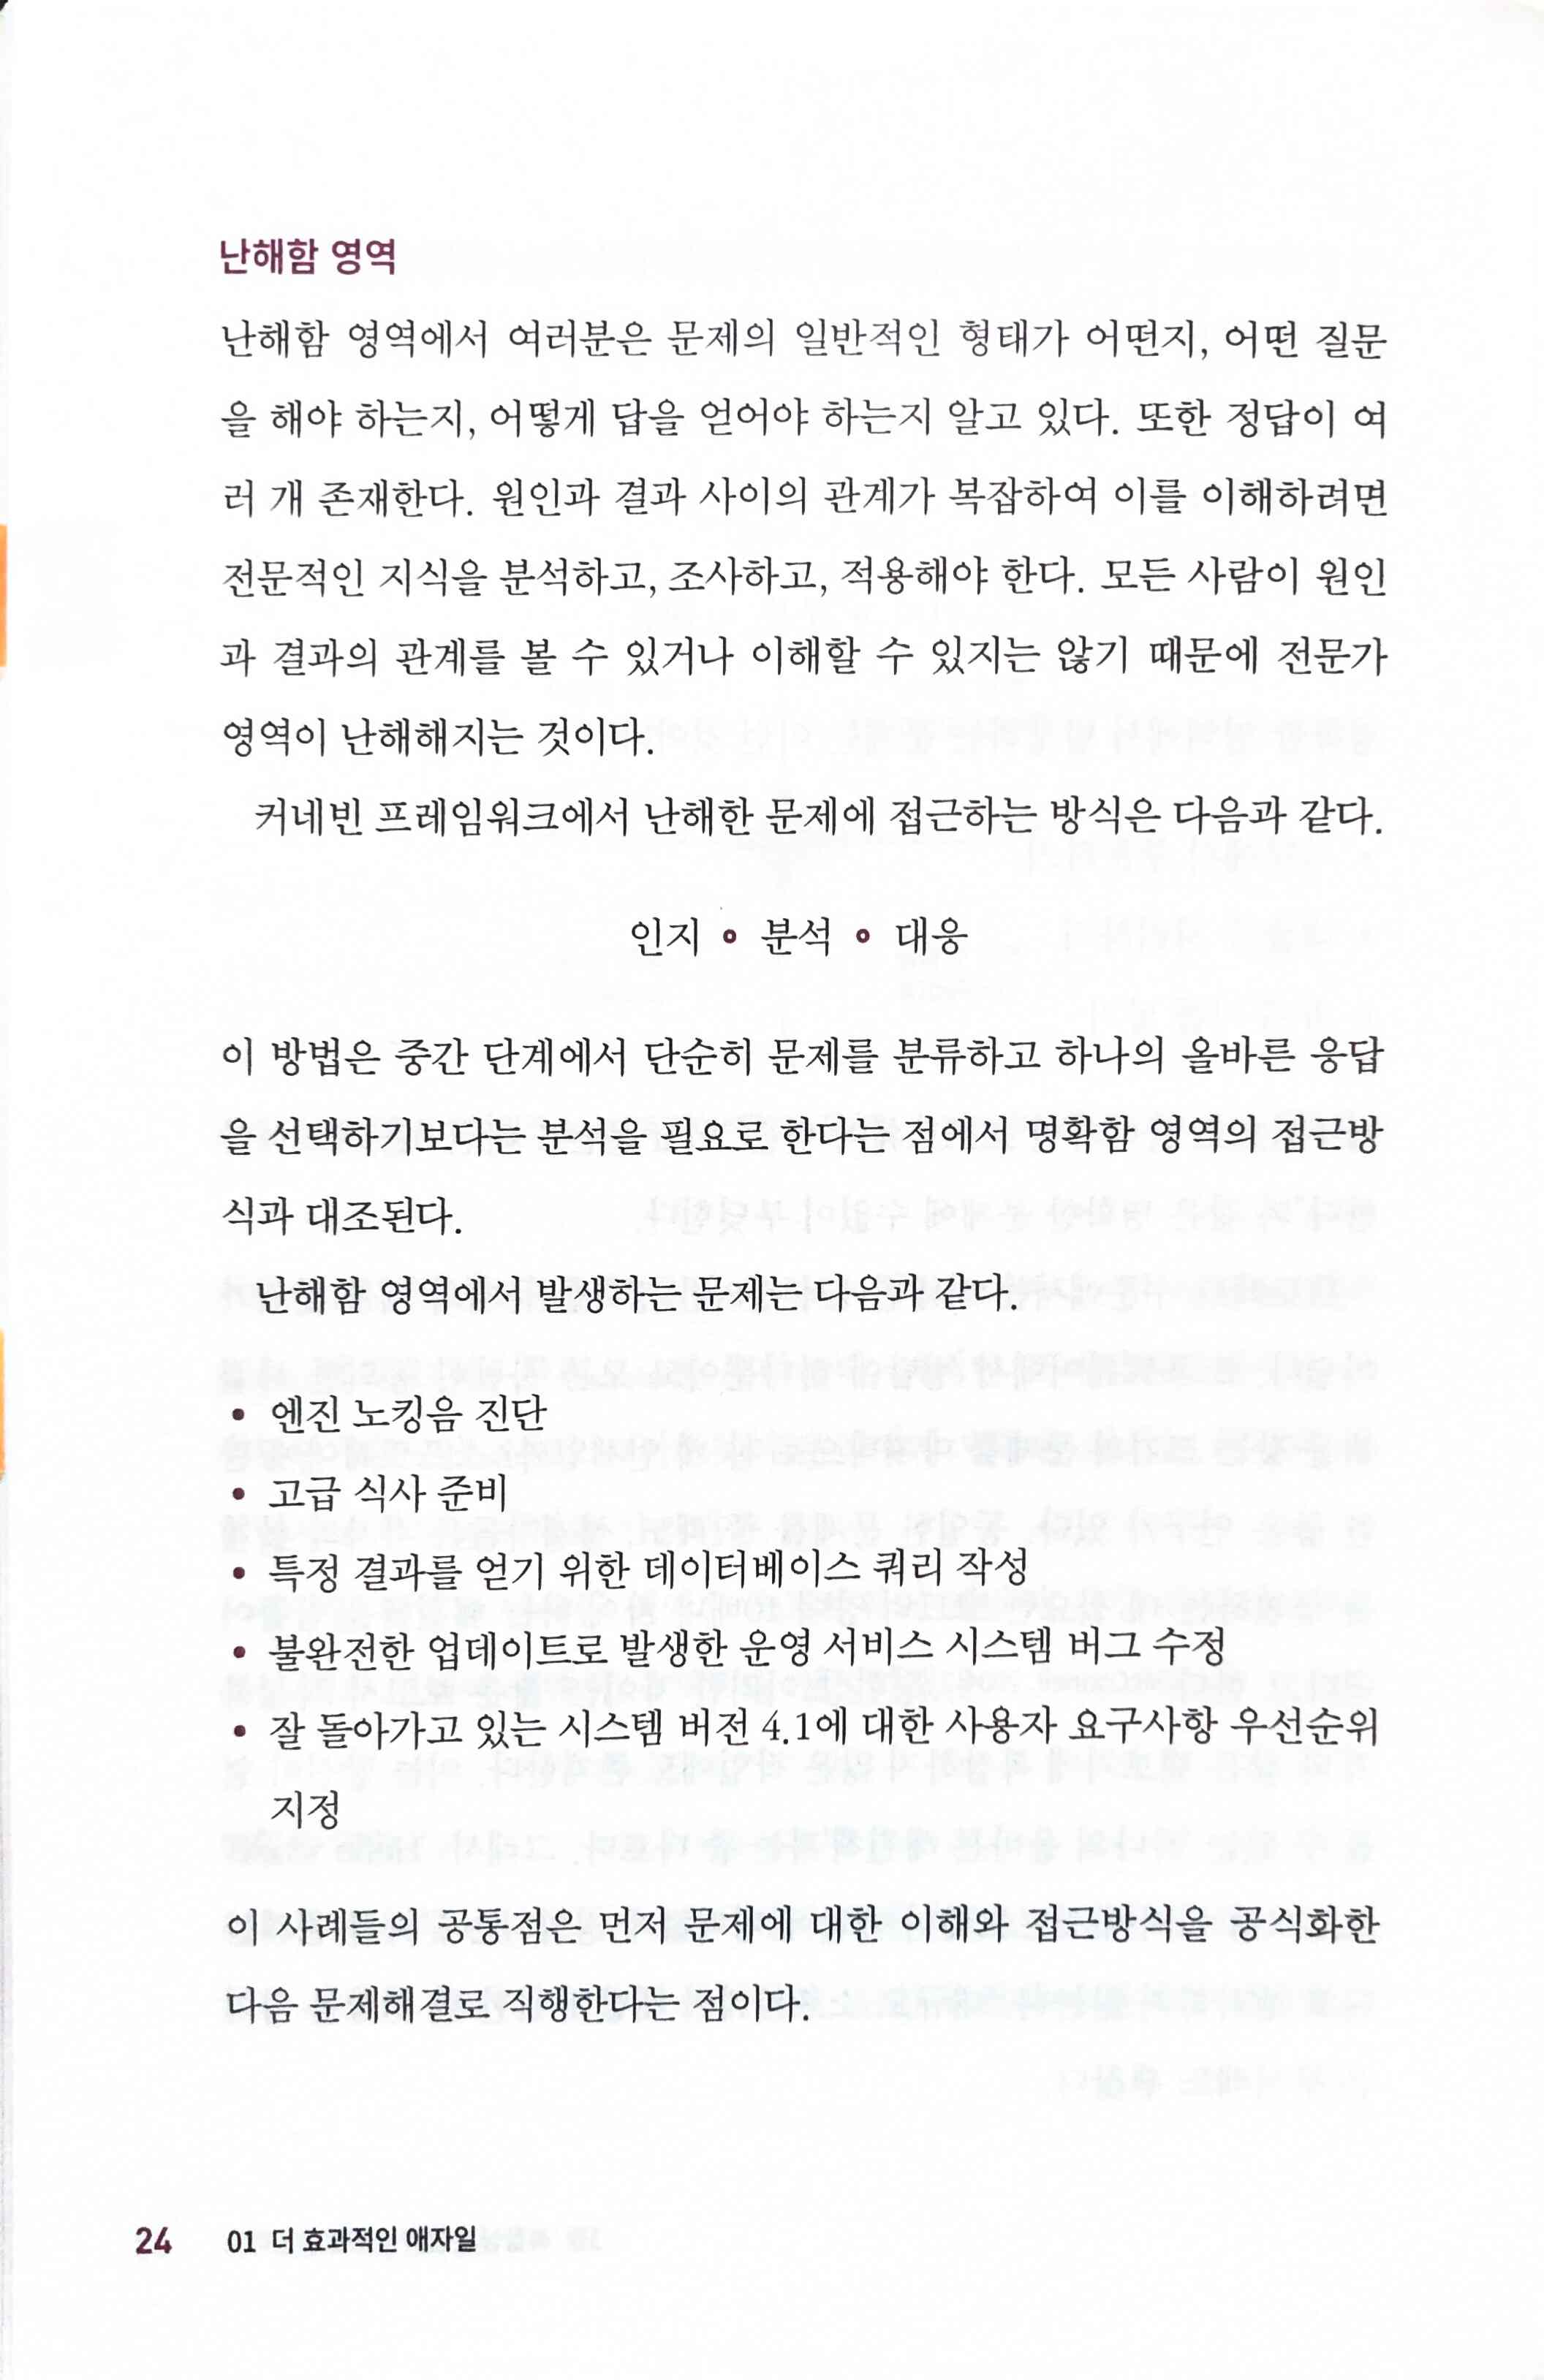 난해함 영역
난해함 영역에서 여러분은 문제의 일반적인 형태가 어떤지, 어떤 질문
을 해야 하는지, 어떻게 답을 얻어야 하는지 알고 있다. 또한 정답이 여
러 개 존재한다. 원인과 결과 사이의 관계가 복잡하여 이를 이해하려면
전문적인 지식을 분석하고, 조사하고, 적용해야 한다. 모든 사람이 원인
과 결과의 관계를 볼 수 있거나 이해할 수 있지는 않기 때문에 전문가
영역이 난해해지는 것이다.
커네빈 프레임워크에서 난해한 문제에 접근하는 방식은 다음과 같다.
인지 ∘ 분석 ∘ 대응
이 방법은 중간 단계에서 단순히 문제를 분류하고 하나의 올바른 응답
을 선택하기보다는 분석을 필요로 한다는 점에서 명확함 영역의 접근방
식과 대조된다.
난해함 영역에서 발생하는 문제는 다음과 같다.
• 엔진 노킹음 진단
• 고급 식사 준비
• 특정 결과를 얻기 위한 데이터베이스 쿼리 작성
• 불완전한 업데이트로 발생한 운영 서비스 시스템 버그 수정
• 잘 돌아가고 있는 시스템 버전 4.1에 대한 사용자 요구사항 우선순위
지정
이 사례들의 공통점은 먼저 문제에 대한 이해와 접근방식을 공식화한
다음 문제해결로 직행한다는 점이다.
24 01 더 효과적인 애자일